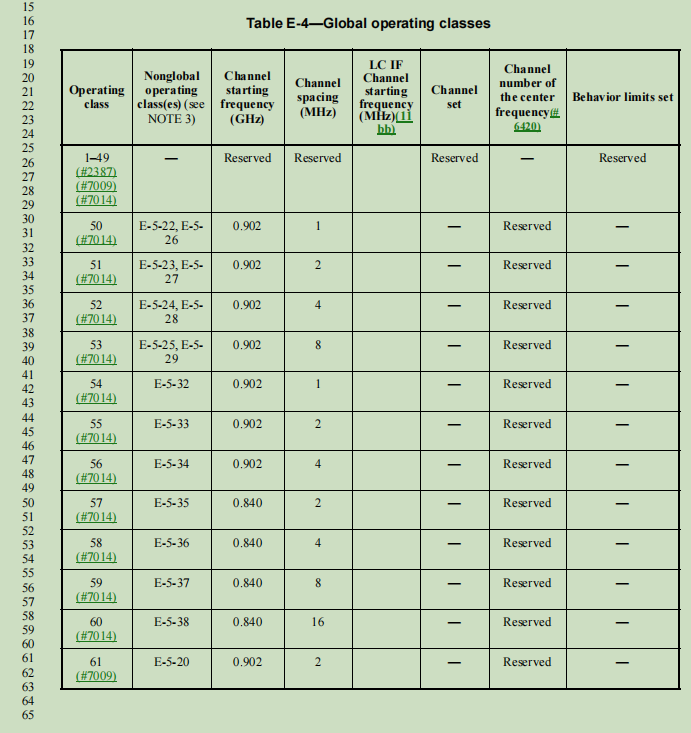 15
16
17
18
19
20
21
22
23
24
25
26
27
28
29
30
31
32
33
34
35
36
37
38
39
40
41
42
43
44
45
46
47
48
49
50
51
52
53
54
55
56
57
58
59
60
61
62
63
64
65
Table E-4—Global operating classes
Operating
class
Nonglobal
operating
class(es) (see
NOTE 3)
Channel
starting
frequency
(GHz)
Channel
spacing
(MHz)
LC IF
Channel
starting
frequency
(MHz)(11
bb)
Channel
set
Channel
number of
the center
frequency(#
6420)
Behavior limits set
1–49
(#2387)
(#7009)
(#7014)
—
Reserved
Reserved
Reserved
—
Reserved
50
(#7014)
E-5-22, E-5-
26
0.902
1
—
Reserved
—
51
(#7014)
E-5-23, E-5-
27
0.902
2
—
Reserved
—
52
(#7014)
E-5-24, E-5-
28
0.902
4
—
Reserved
—
53
(#7014)
E-5-25, E-5-
29
0.902
8
—
Reserved
—
54
(#7014)
E-5-32
0.902
1
—
Reserved
—
55
(#7014)
E-5-33
0.902
2
—
Reserved
—
56
(#7014)
E-5-34
0.902
4
—
Reserved
—
57
(#7014)
E-5-35
0.840
2
—
Reserved
—
58
(#7014)
E-5-36
0.840
4
—
Reserved
—
59
(#7014)
E-5-37
0.840
8
—
Reserved
—
60
(#7014)
E-5-38
0.840
16
—
Reserved
—
61
(#7009)
E-5-20
0.902
2
—
Reserved
—